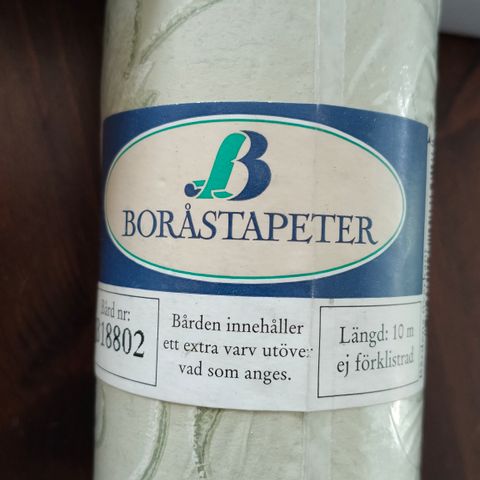 B
BORÅSTAPETER
Bård nr:
18802
Bården innehåller
ett extra varv utöver
vad som anges.
Längd: 10 m
ej förklistrad